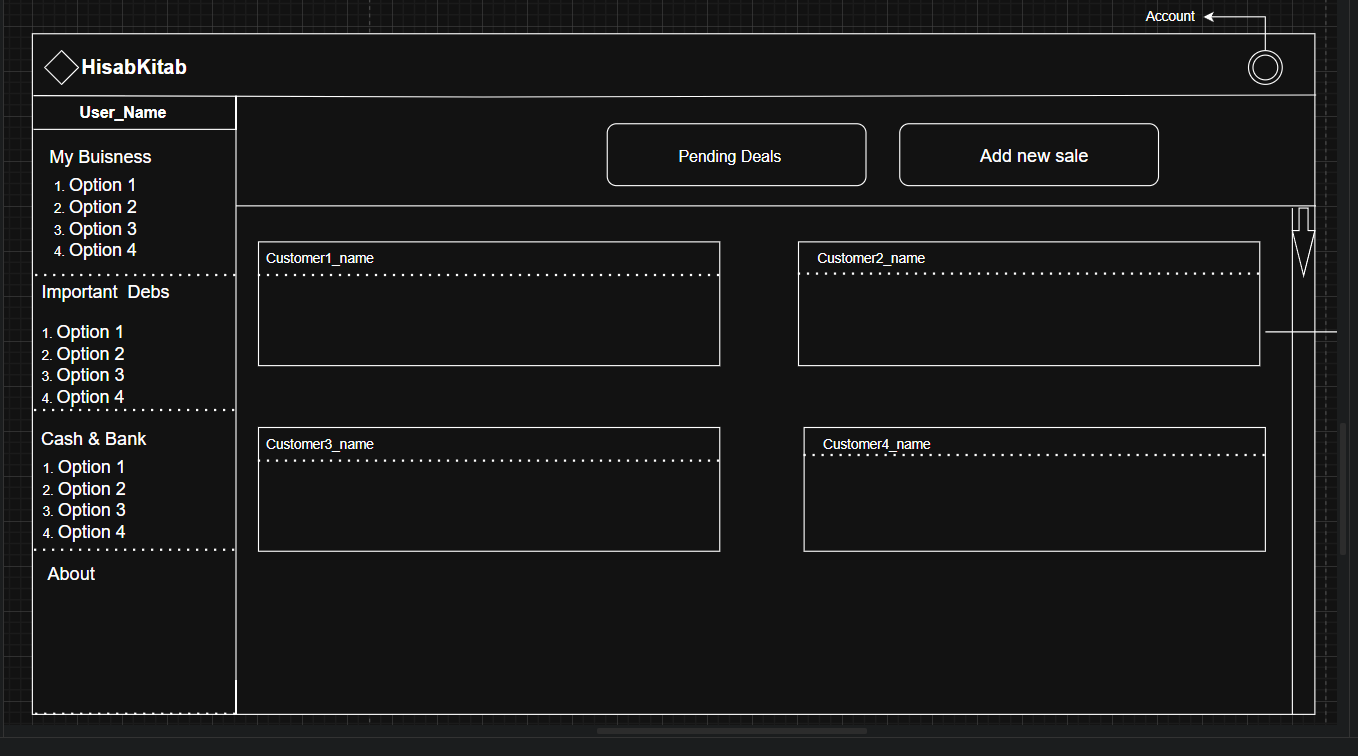 Account
HisabKitab
User_Name
Pending Deals
Add new sale
My Buisness
1. Option 1
2. Option 2
3. Option 3
4. Option 4
Important  Debs
1. Option 1
2. Option 2
3. Option 3
4. Option 4
Cash & Bank
1. Option 1
2. Option 2
3. Option 3
4. Option 4
About
Customer1_name
Customer2_name
Customer3_name
Customer4_name